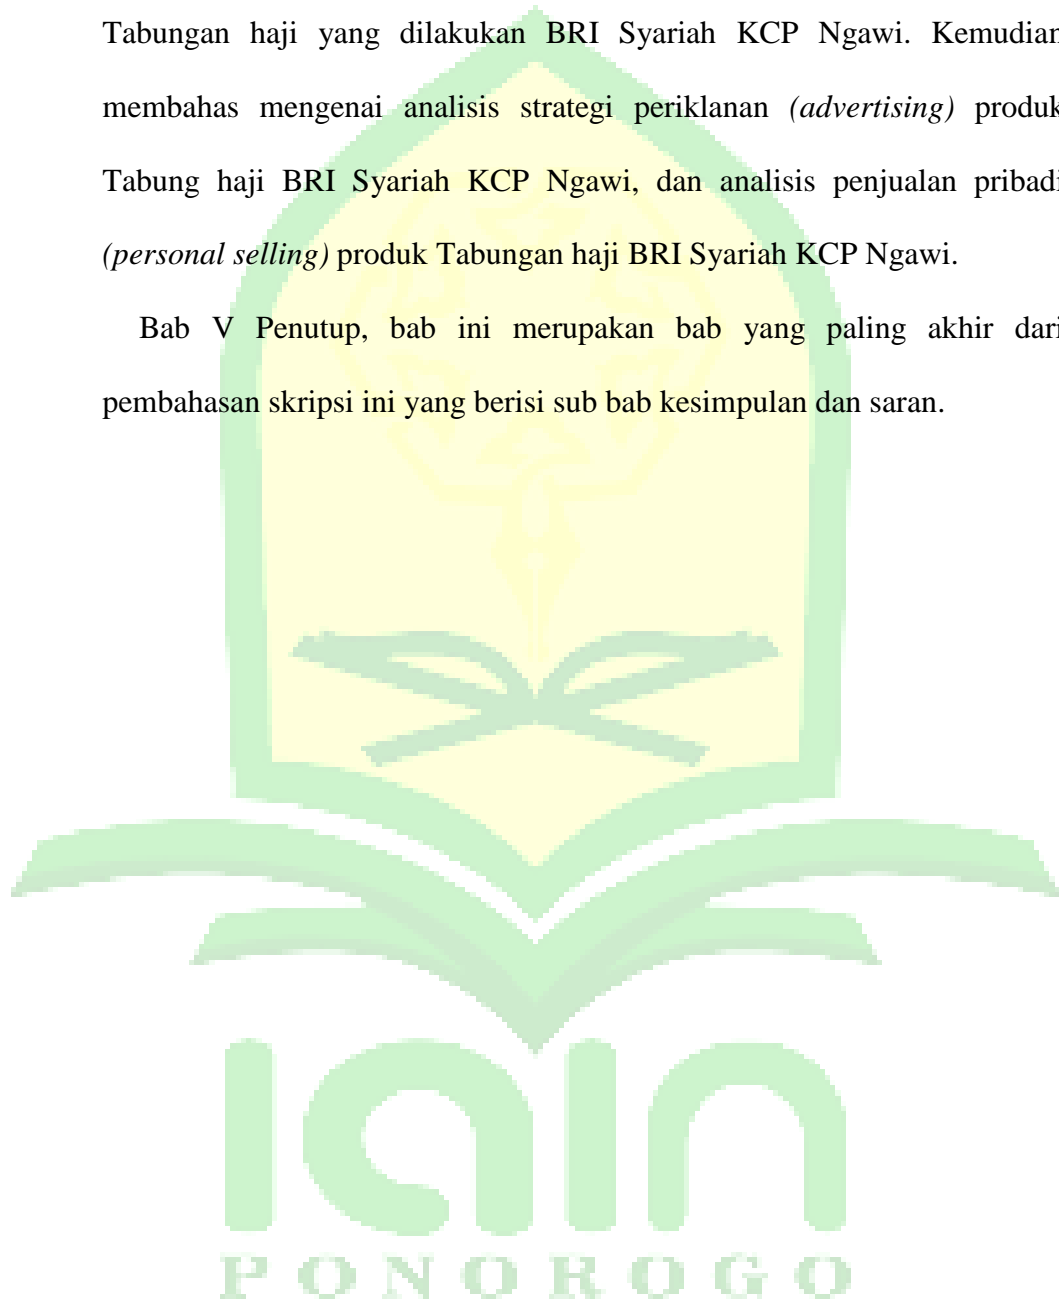 Tabungan haji yang dilakukan BRI Syariah KCP Ngawi. Kemudian
membahas mengenai analisis strategi periklanan (advertising) produk
Tabung haji BRI Syariah KCP Ngawi, dan analisis penjualan pribadi
(personal selling) produk Tabungan haji BRI Syariah KCP Ngawi.
Bab V Penutup, bab ini merupakan bab yang paling akhir dari
pembahasan skripsi ini yang berisi sub bab kesimpulan dan saran.
iain
PONOROGO